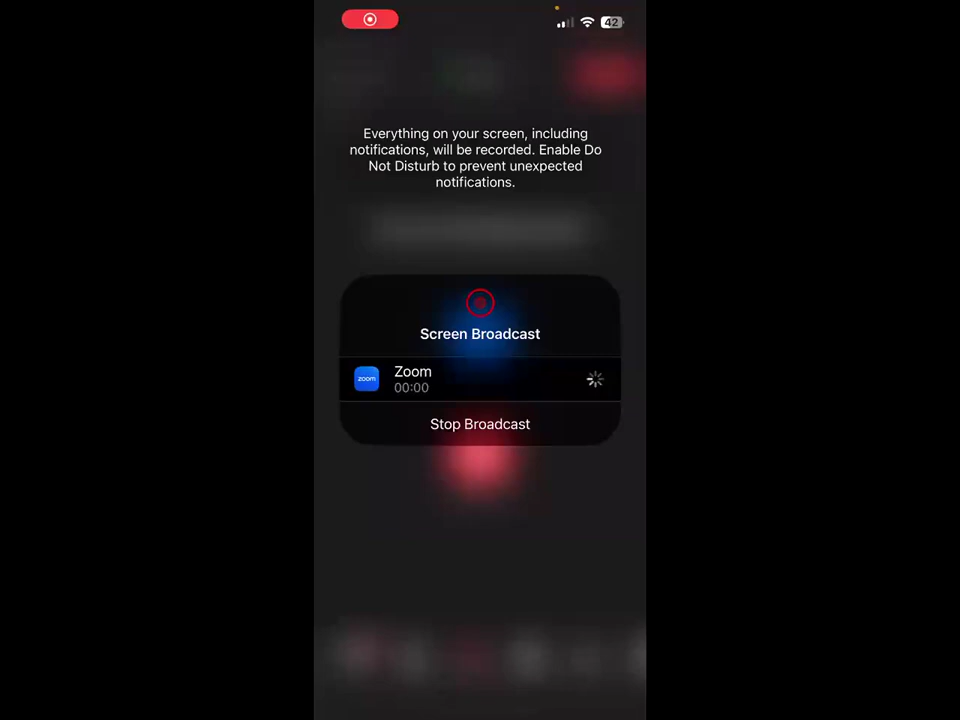 42
Everything on your screen, including
notifications, will be recorded. Enable Do
Not Disturb to prevent unexpected
notifications.
Screen Broadcast
zoom
Zoom
00:00
Stop Broadcast